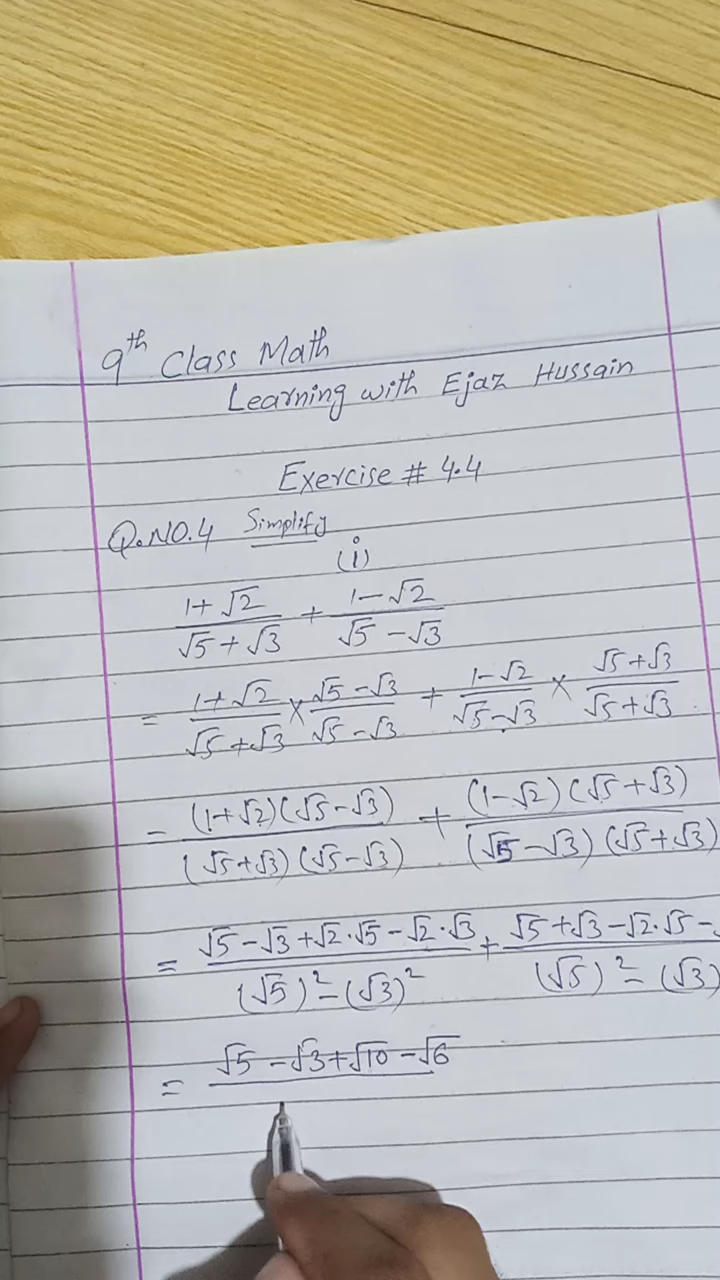 9th Class Math
Learning with Ejaz Hussain
Exercise # 4.4
Q.NO.4 Simplify
(i)
(1+√2)/(√5+√3) + (1-√2)/(√5-√3)
= (1+√2)/(√5+√3) × (√5-√3)/(√5-√3) + (1-√2)/(√5-√3) × (√5+√3)/(√5+√3)
= (1+√2)(√5-√3)/(√5+√3)(√5-√3) + (1-√2)(√5+√3)/(√5-√3)(√5+√3)
= (√5-√3+√2·√5-√2·√3)/((√5)²-(√3)²) + (√5+√3-√2·√5-)/((√5)²-(√3))
= √5-√3+√10-√6